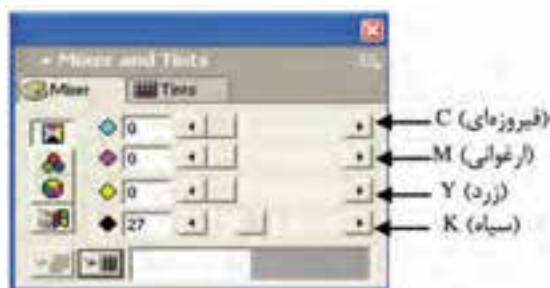 Mixer and Tints
Mixer Tints
0 C (فیروزه‌ای)
0 M (ارغوانی)
0 Y (زرد)
27 K (سیاه)